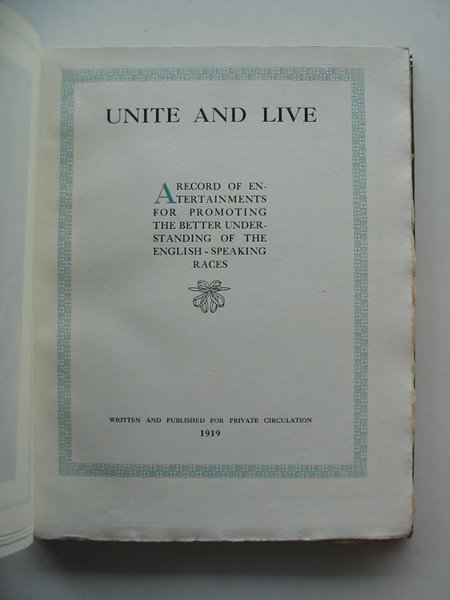 UNITE AND LIVE
A RECORD OF EN-
TERTAINMENTS
FOR PROMOTING
THE BETTER UNDER-
STANDING OF THE
ENGLISH-SPEAKING
RACES
WRITTEN AND PUBLISHED FOR PRIVATE CIRCULATION
1919